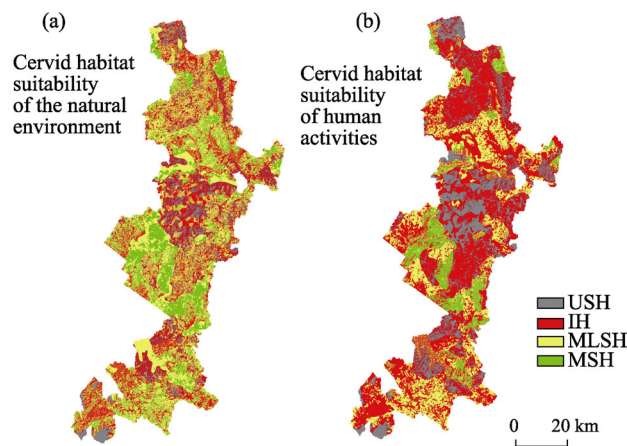 (a)
Cervid habitat
suitability
of the natural
environment
(b)
Cervid habitat
suitability
of human
activities
USH
IH
MLSH
MSH
0 20 km